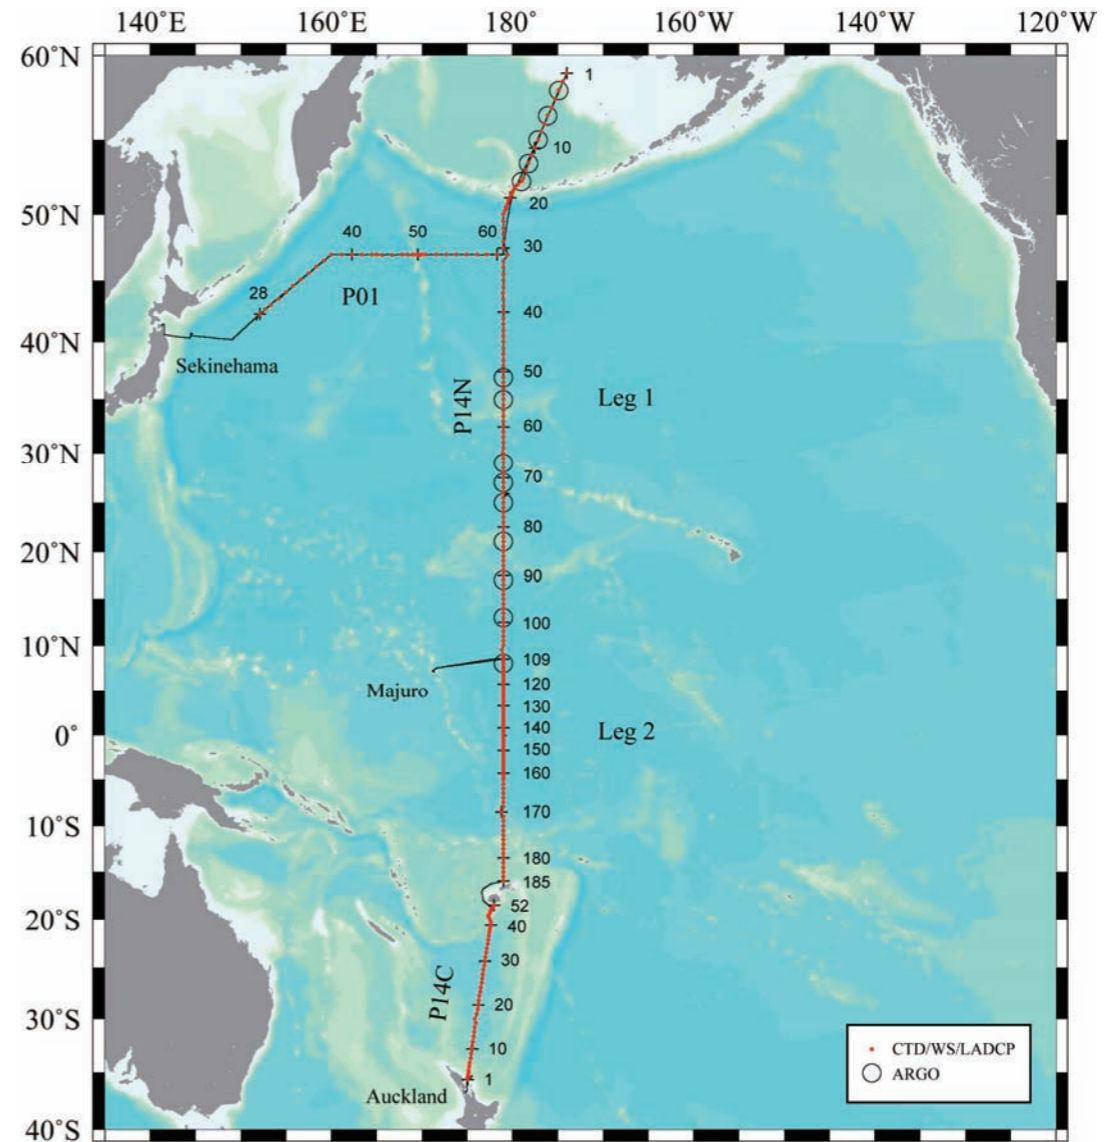 140°E 160°E 180° 160°W 140°W 120°W
60°N
1
10
50°N
20
40 50 60 30
28
P01
40
40°N
Sekinehama
50
P14N
Leg 1
60
30°N
70
80
20°N
90
100
10°N
109
Majuro
120
130
140
0°
Leg 2
150
160
170
10°S
180
185
52
20°S
40
30
P14C
20
30°S
10
CTD/WS/LADCP
ARGO
1
Auckland
40°S